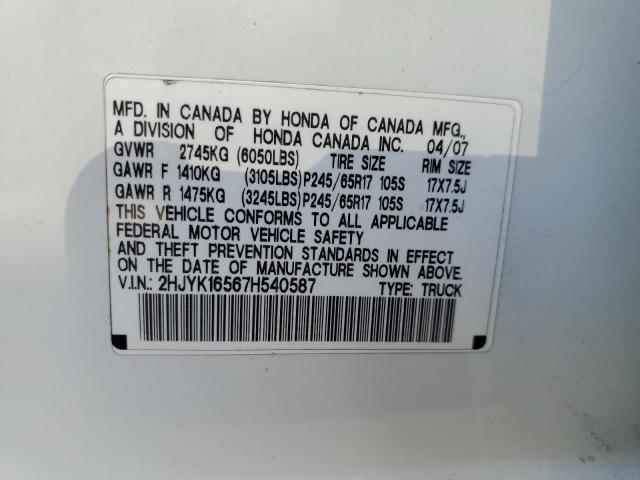 MFD. IN CANADA BY HONDA OF CANADA MFG.,
A DIVISION OF HONDA CANADA INC. 04/07
GVWR 2745KG (6050LBS) TIRE SIZE RIM SIZE
GAWR F 1410KG (3105LBS)P245/65R17 105S 17X7.5J
GAWR R 1475KG (3245LBS)P245/65R17 105S 17X7.5J
THIS VEHICLE CONFORMS TO ALL APPLICABLE
FEDERAL MOTOR VEHICLE SAFETY
AND THEFT PREVENTION STANDARDS IN EFFECT
ON THE DATE OF MANUFACTURE SHOWN ABOVE.
V.I.N.: 2HJYK16567H540587 TYPE: TRUCK